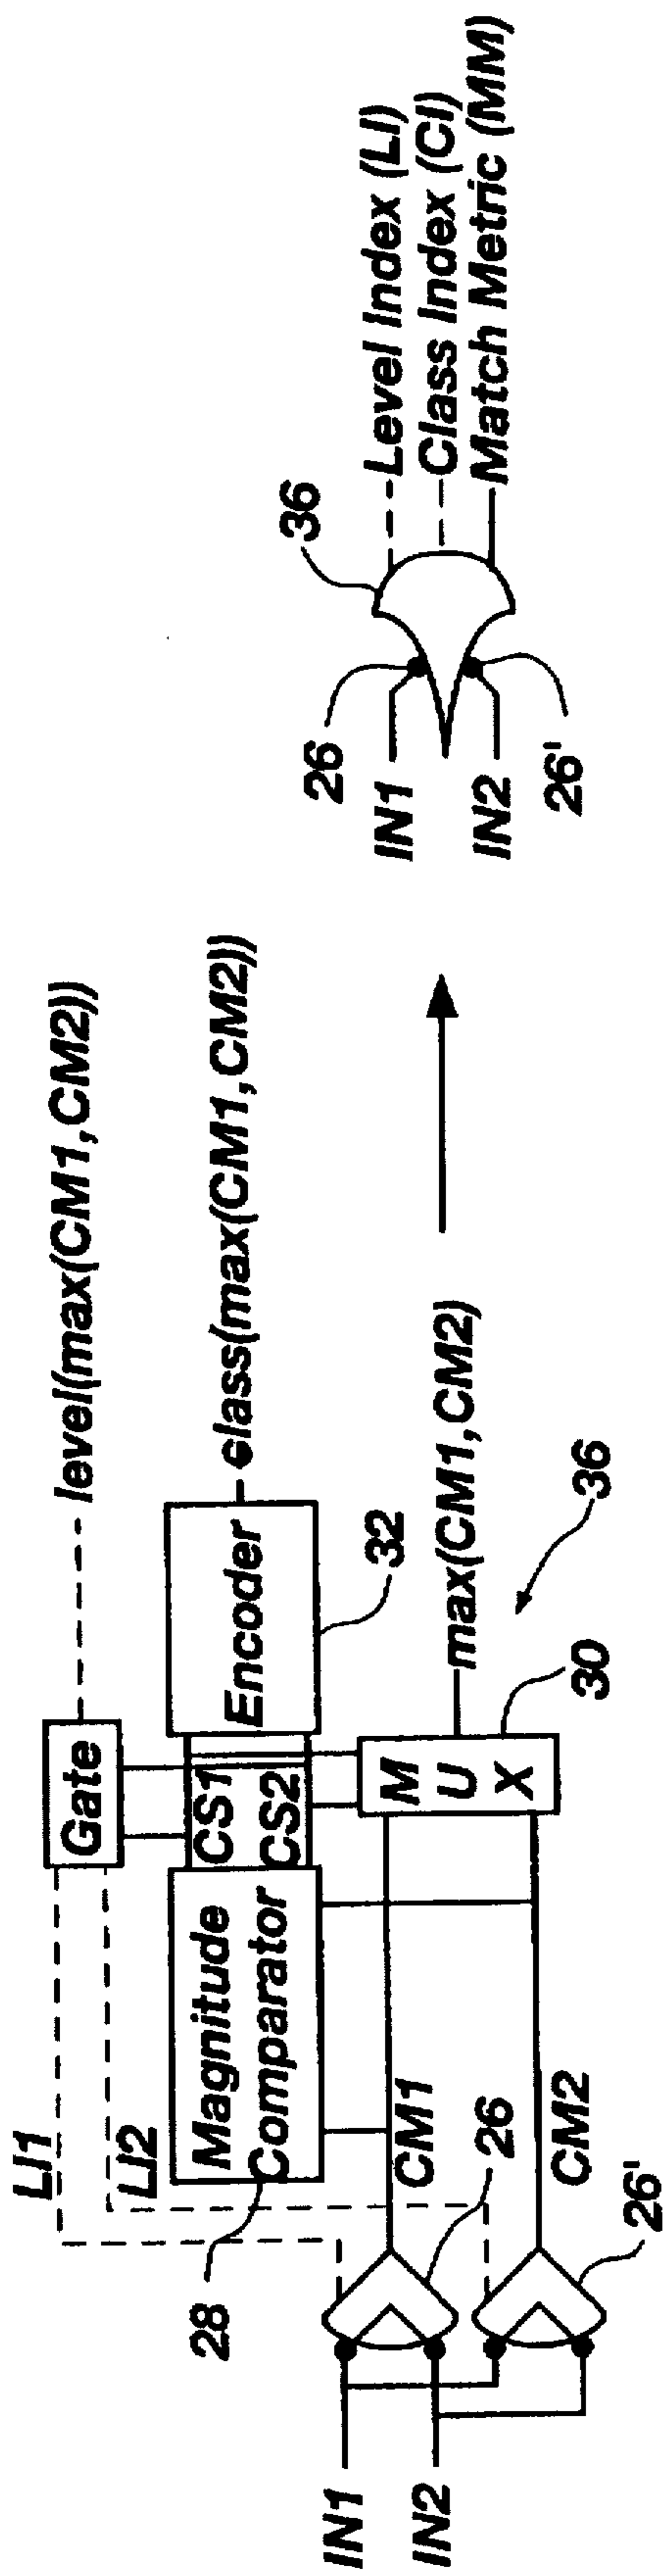 LI1
LI2
Gate
level(max(CM1,CM2))
28
Magnitude
Comparator
CS1
CS2
Encoder
class(max(CM1,CM2))
32
IN1
IN2
CM1
26
CM2
26'
M
U
X
30
max(CM1,CM2)
36
IN1
26
IN2
26'
36
Level Index (LI)
Class Index (CI)
Match Metric (MM)